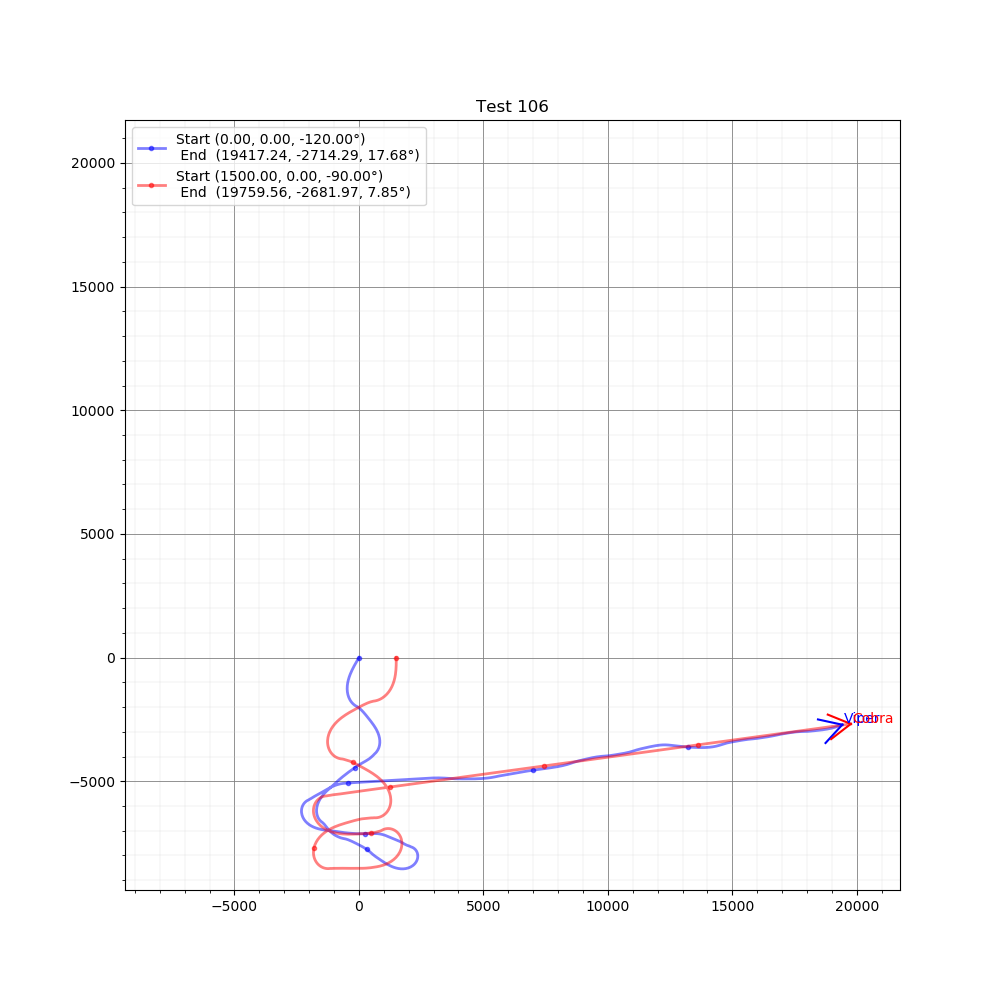 Test 106
Start (0.00, 0.00, -120.00°)
End (19417.24, -2714.29, 17.68°)
Start (1500.00, 0.00, -90.00°)
End (19759.56, -2681.97, 7.85°)
20000
15000
10000
5000
0
−5000
Viper
Cobra
−5000
0
5000
10000
15000
20000